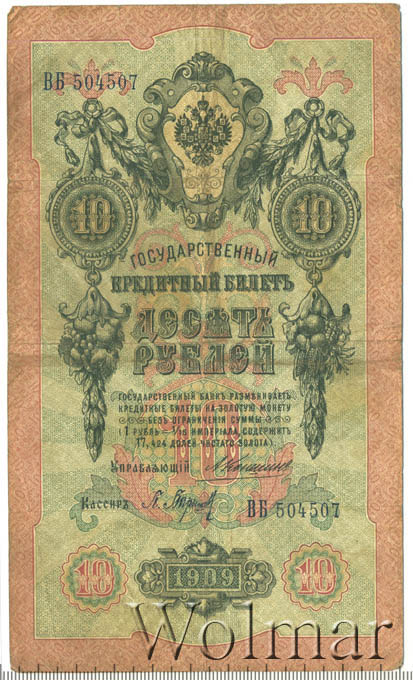 ВБ 504507
10 10
ГОСУДАРСТВЕННЫЙ
КРЕДИТНЫЙ БИЛЕТЪ
ДЕСЯТЬ
РУБЛЕЙ
ГОСУДАРСТВЕННЫЙ БАНКЪ РАЗМѢНИВАЕТЪ
КРЕДИТНЫЕ БИЛЕТЫ НА ЗОЛОТУЮ МОНЕТУ
БЕЗЪ ОГРАНИЧЕНІЯ СУММЫ
(1 РУБЛЬ = 1/15 ИМПЕРІАЛА, СОДЕРЖИТЪ
17,424 ДОЛЕЙ ЧИСТАГО ЗОЛОТА).
УПРАВЛЯЮЩІЙ
10
КАССИРЪ
ВБ 504507
10 1909 10
Wolmar